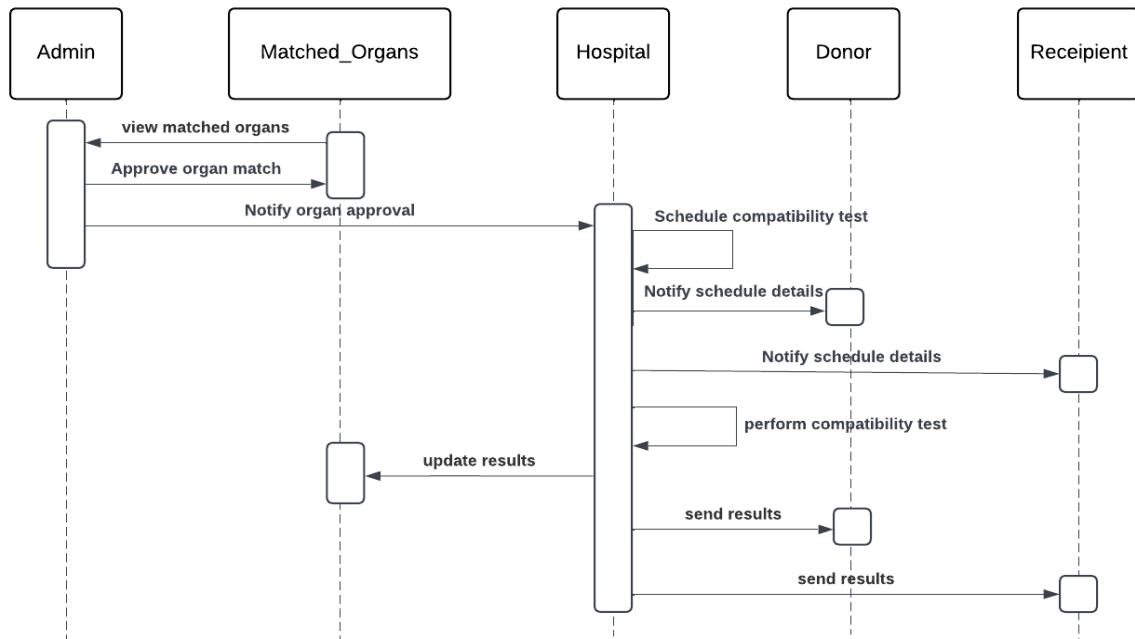 Admin
Matched_Organs
Hospital
Donor
Receipient
view matched organs
Approve organ match
Notify organ approval
Schedule compatibility test
Notify schedule details
Notify schedule details
perform compatibility test
update results
send results
send results